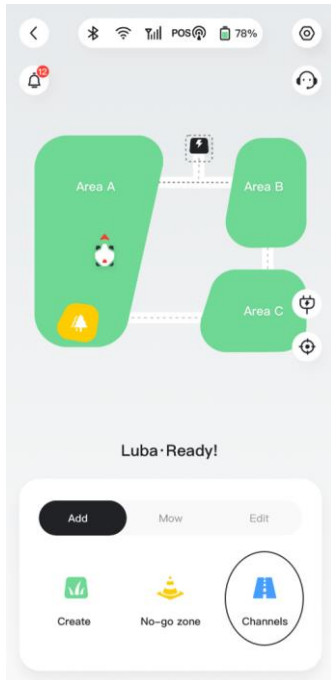 POS 78%
12
Area A
Area B
Area C
Luba·Ready!
Add Mow Edit
Create No-go zone Channels